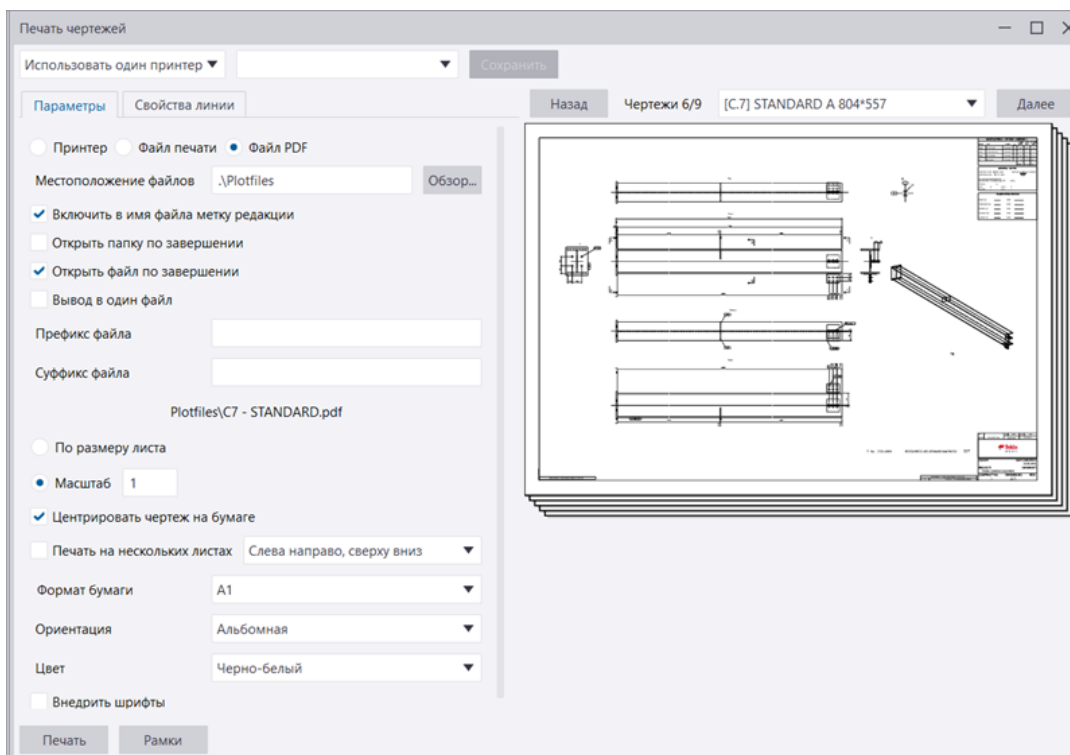 Печать чертежей
Использовать один принтер
Сохранить
Параметры
Свойства линии
Назад
Чертежи 6/9
[C.7] STANDARD A 804*557
Далее
Принтер
Файл печати
Файл PDF
Местоположение файлов
.\Plotfiles
Обзор...
Включить в имя файла метку редакции
Открыть папку по завершении
Открыть файл по завершении
Вывод в один файл
Префикс файла
Суффикс файла
Plotfiles\C7 - STANDARD.pdf
По размеру листа
Масштаб
1
Центрировать чертеж на бумаге
Печать на нескольких листах
Слева направо, сверху вниз
Формат бумаги
A1
Ориентация
Альбомная
Цвет
Черно-белый
Внедрить шрифты
Печать
Рамки